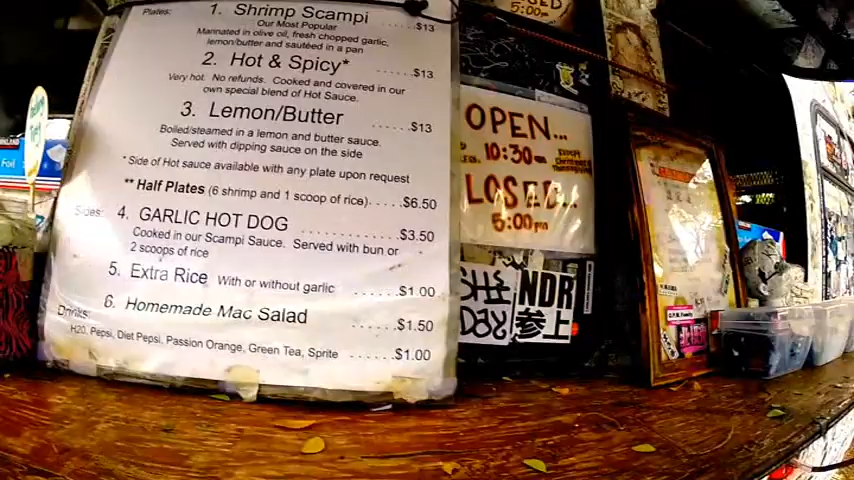 Plates:
1. Shrimp Scampi ......$13
Our Most Popular
Marinated in olive oil, fresh chopped garlic,
lemon/butter and sautéed in a pan
2. Hot & Spicy* ......$13
Very hot. No refunds. Cooked and covered in our
own special blend of Hot Sauce.
3. Lemon/Butter ......$13
Boiled/steamed in a lemon and butter sauce.
Served with dipping sauce on the side
*Side of Hot sauce available with any plate upon request
** Half Plates (6 shrimp and 1 scoop of rice)......$6.50
Sides:
4. GARLIC HOT DOG ......$3.50
Cooked in our Scampi Sauce. Served with bun or
2 scoops of rice
5. Extra Rice With or without garlic ......$1.00
6. Homemade Mac Salad ......$1.50
Drinks:
H20, Pepsi, Diet Pepsi, Passion Orange, Green Tea, Sprite ......$1.00
5:00pm
OPEN...
10:30am
CLOSED...
5:00pm
SHE
DAY
NDR
参上
Foil